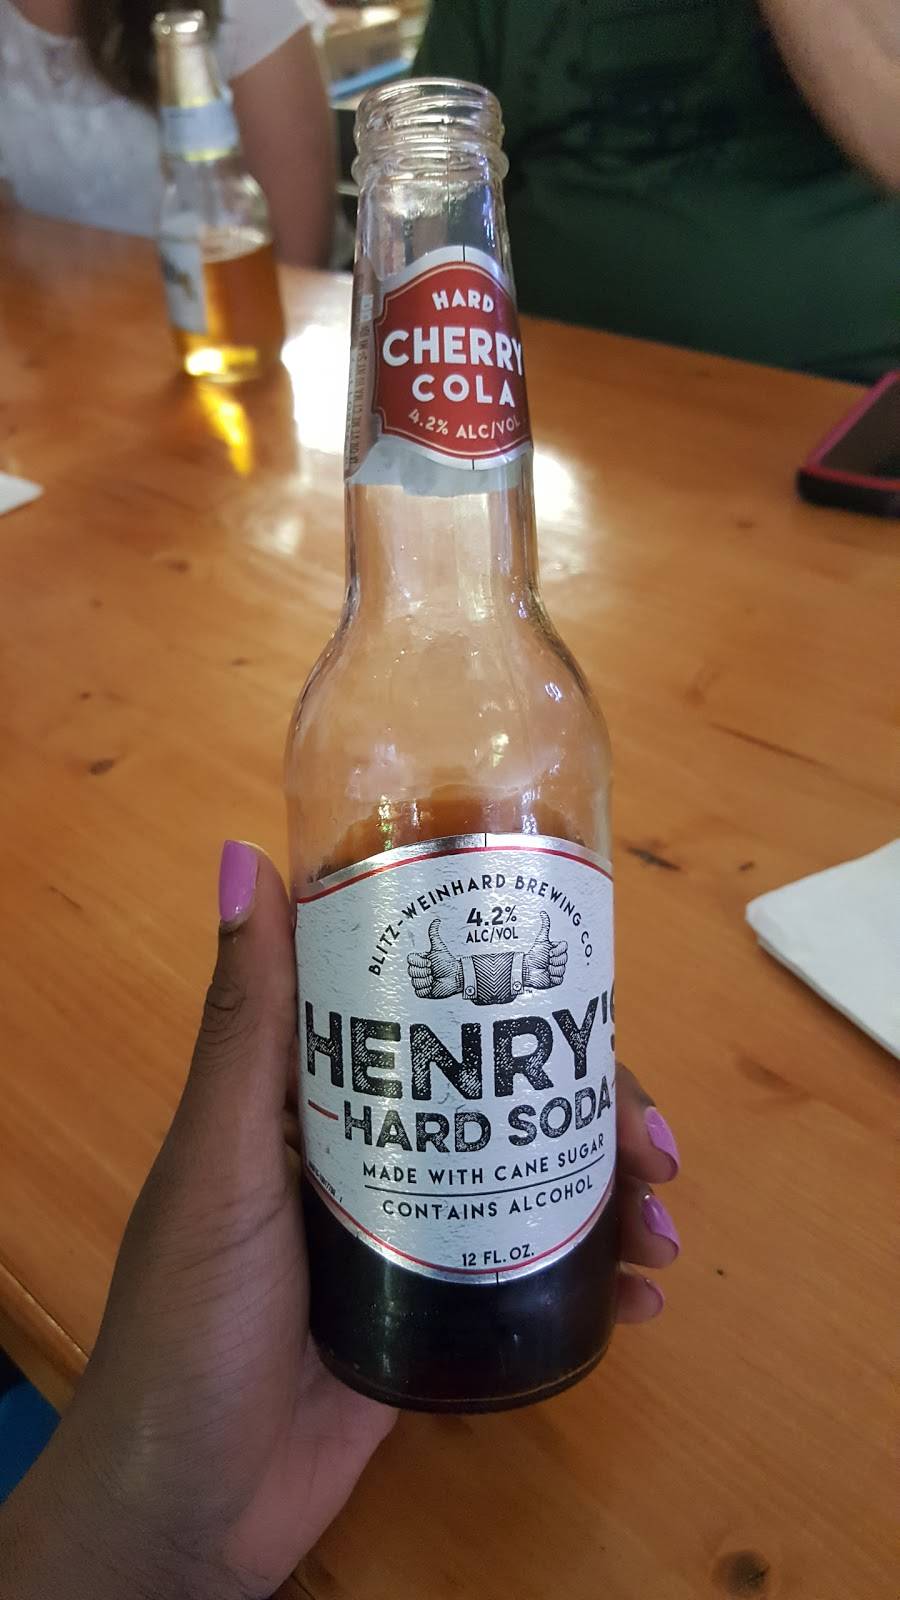 HARD
CHERRY
COLA
4.2% ALC/VOL
BLITZ-WEINHARD BREWING CO.
4.2%
ALC/VOL
HENRY'S
HARD SODA
MADE WITH CANE SUGAR
CONTAINS ALCOHOL
12 FL. OZ.